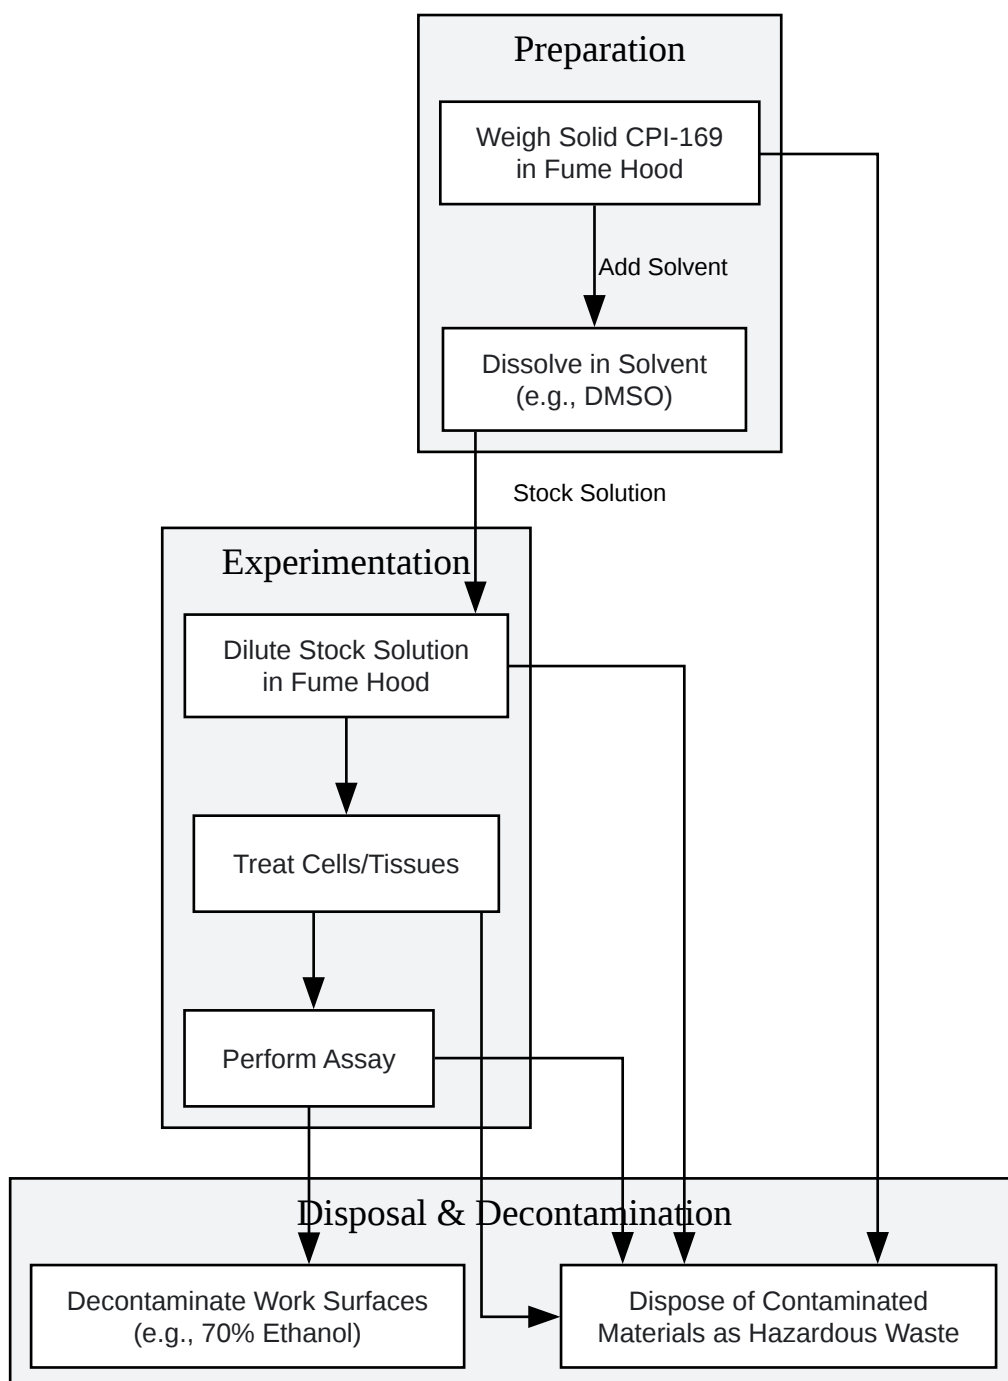 Preparation
Weigh Solid CPI-169
in Fume Hood
Add Solvent
Dissolve in Solvent
(e.g., DMSO)
Stock Solution
Experimentation
Dilute Stock Solution
in Fume Hood
Treat Cells/Tissues
Perform Assay
Disposal & Decontamination
Decontaminate Work Surfaces
(e.g., 70% Ethanol)
Dispose of Contaminated
Materials as Hazardous Waste